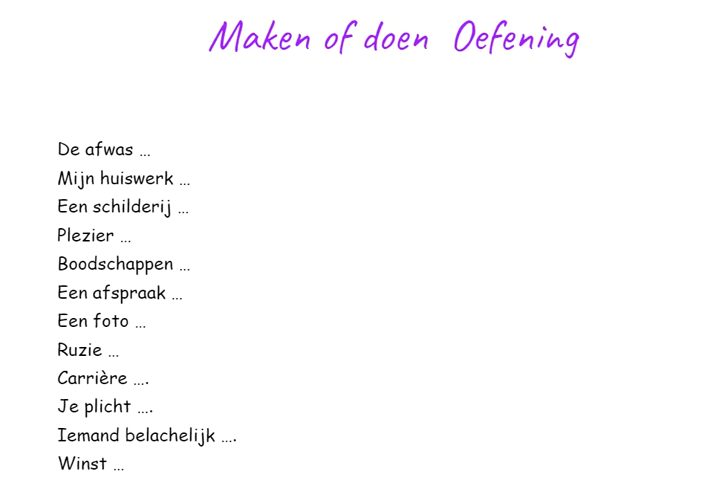 Maken of doen Oefening
De afwas ...
Mijn huiswerk ...
Een schilderij ...
Plezier ...
Boodschappen ...
Een afspraak ...
Een foto ...
Ruzie ...
Carrière ....
Je plicht ....
Iemand belachelijk ....
Winst ...